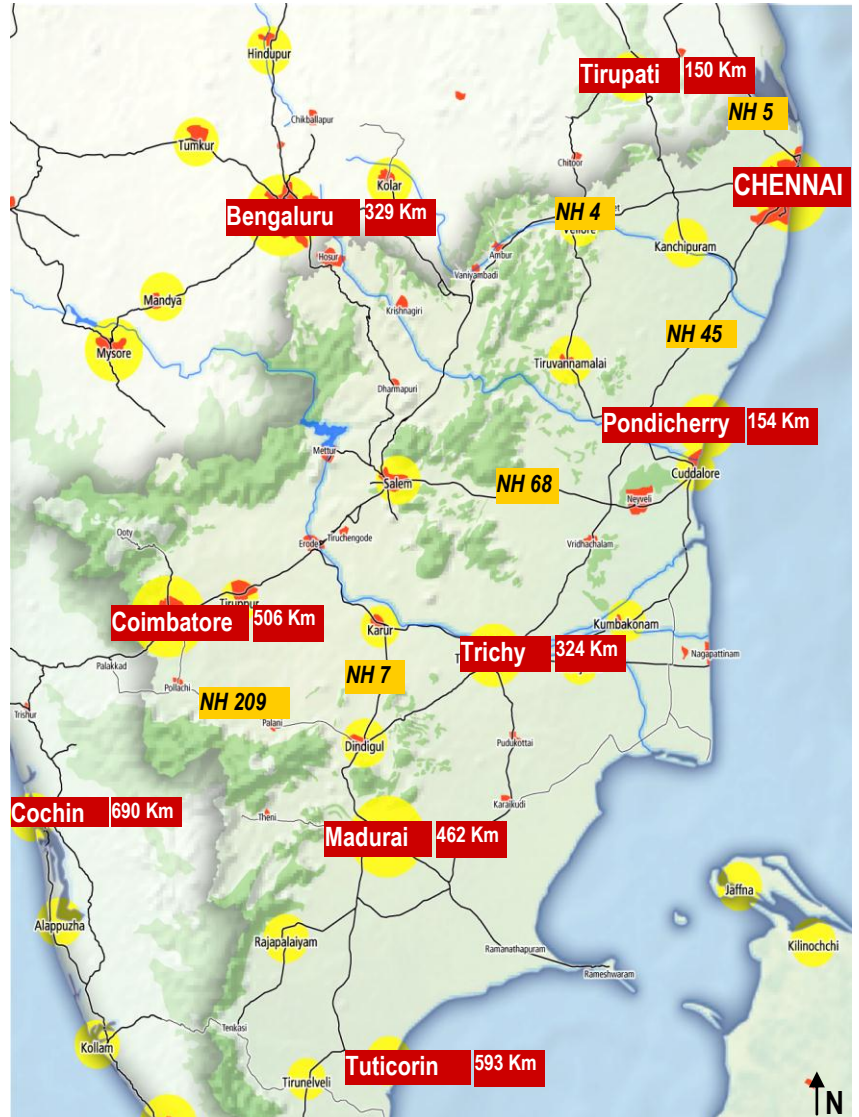 Hindupur
Tirupati 150 Km
NH 5
Chikballapur
Tumkur
Chitoor
Kolar
CHENNAI
Bengaluru 329 Km
NH 4
Vellore
Kanchipuram
Ambur
Hosur
Vaniyambadi
Mandya
Krishnagiri
NH 45
Mysore
Tiruvannamalai
Dharmapuri
Pondicherry 154 Km
Mettur
Cuddalore
Salem
NH 68
Neyveli
Ooty
Tiruchengode
Erode
Vridhachalam
Tiruppur
Coimbatore 506 Km
Karur
Kumbakonam
Trichy 324 Km
Nagapattinam
Palakkad
Pollachi
NH 7
NH 209
Trishur
Palani
Dindigul
Pudukottai
Cochin 690 Km
Theni
Karaikudi
Madurai 462 Km
Jaffna
Alappuzha
Rajapalaiyam
Kilinochchi
Ramanathapuram
Rameshwaram
Tenkasi
Kollam
Tuticorin 593 Km
Tirunelveli
N